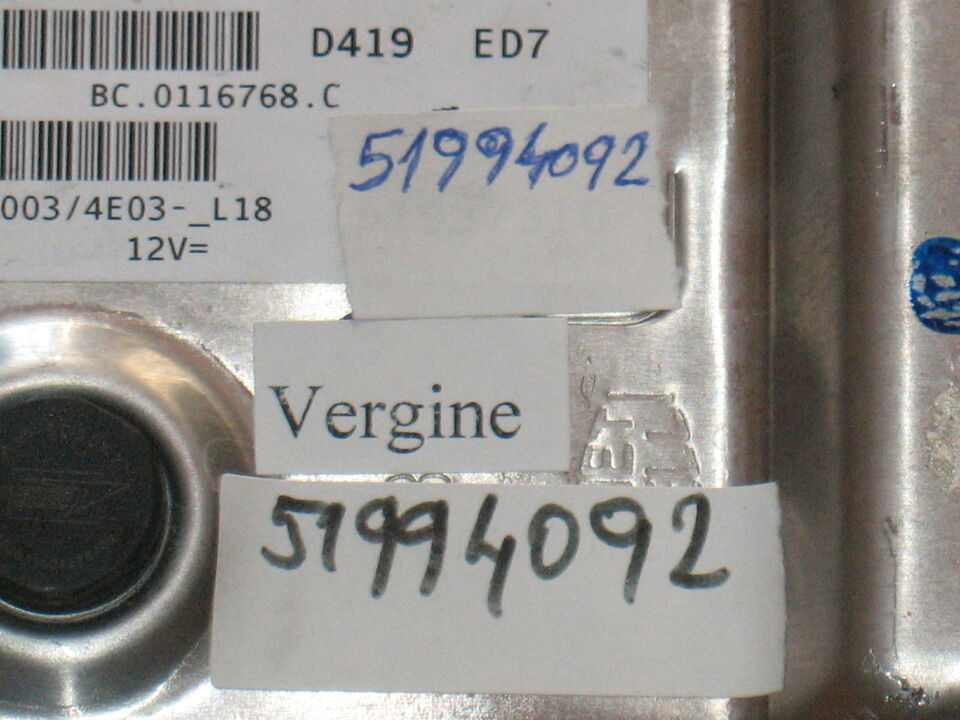 D419 ED7
BC.0116768.C
51994092
003/4E03-_L18
12V=
Vergine
51994092